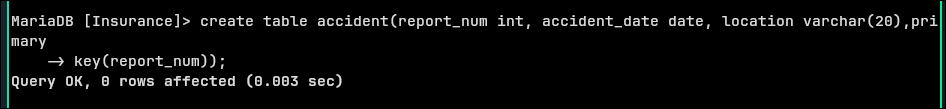 MariaDB [Insurance]> create table accident(report_num int, accident_date date, location varchar(20),pri
mary
    -> key(report_num));
Query OK, 0 rows affected (0.003 sec)